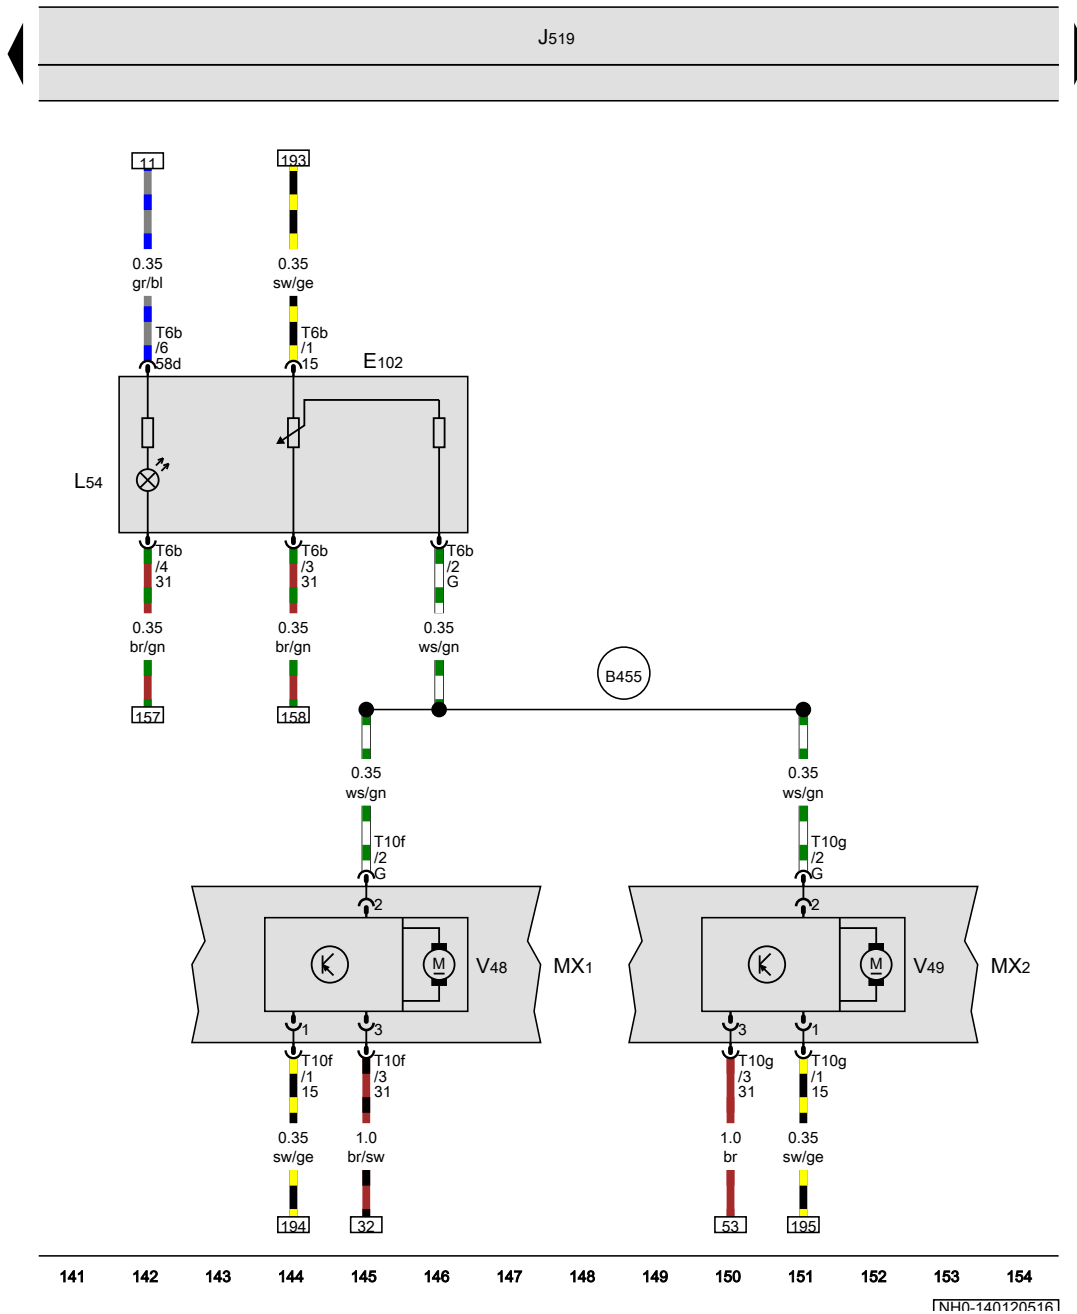 J519
11
193
0.35
gr/bl
0.35
sw/ge
T6b
/6
58d
T6b
/1
15
E102
L54
T6b
/4
31
T6b
/3
31
T6b
/2
G
0.35
br/gn
0.35
br/gn
0.35
ws/gn
B455
157
158
0.35
ws/gn
0.35
ws/gn
T10f
/2
G
T10g
/2
G
2
2
M
V48
MX1
M
V49
MX2
1
3
3
1
T10f
/1
15
T10f
/3
31
T10g
/3
31
T10g
/1
15
0.35
sw/ge
1.0
br/sw
1.0
br
0.35
sw/ge
194
32
53
195
141 142 143 144 145 146 147 148 149 150 151 152 153 154
NH0-140120516